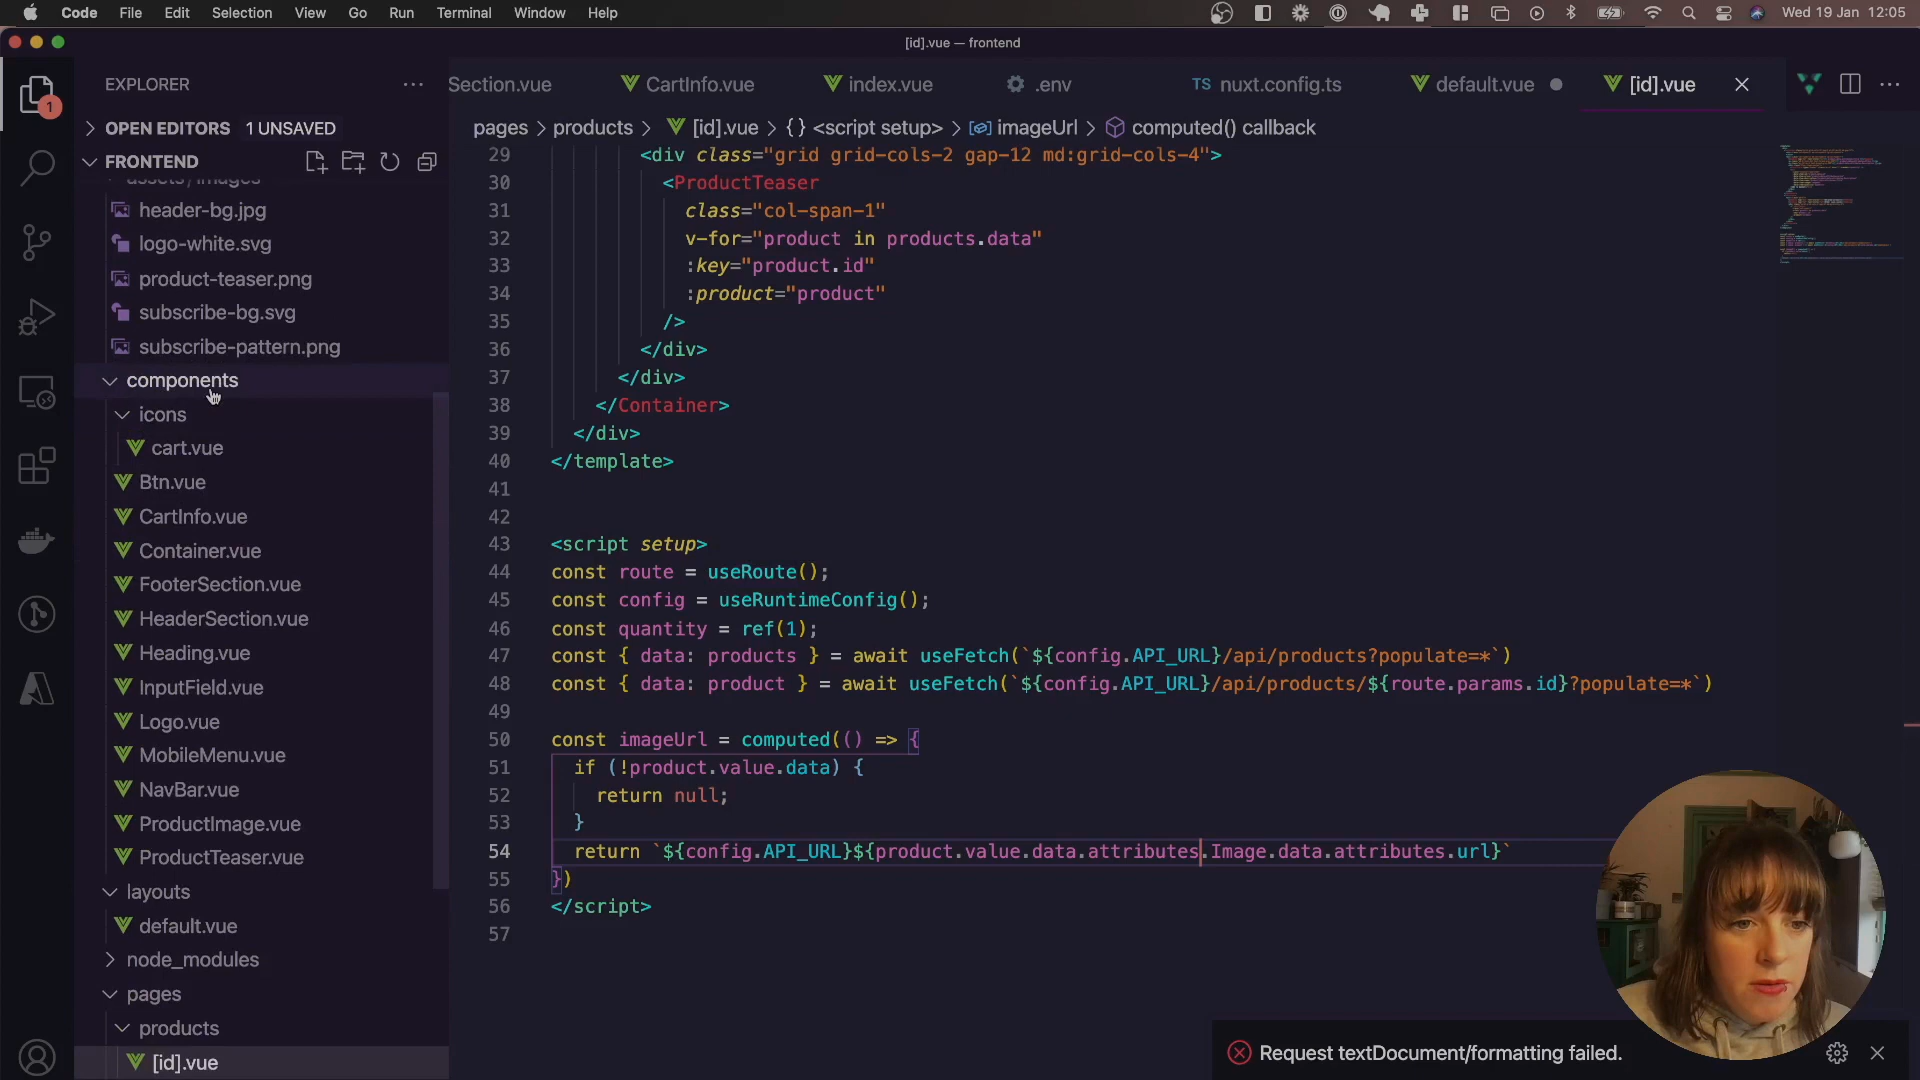 Code File Edit Selection View Go Run Terminal Window Help Wed 19 Jan 12:05
[id].vue — frontend
EXPLORER
OPEN EDITORS 1 UNSAVED
FRONTEND
assets/images
header-bg.jpg
logo-white.svg
product-teaser.png
subscribe-bg.svg
subscribe-pattern.png
components
icons
cart.vue
Btn.vue
CartInfo.vue
Container.vue
FooterSection.vue
HeaderSection.vue
Heading.vue
InputField.vue
Logo.vue
MobileMenu.vue
NavBar.vue
ProductImage.vue
ProductTeaser.vue
layouts
default.vue
node_modules
pages
products
[id].vue
1
Section.vue CartInfo.vue index.vue .env TS nuxt.config.ts default.vue [id].vue
pages > products > [id].vue > {} <script setup> > imageUrl > computed() callback
29 <div class="grid grid-cols-2 gap-12 md:grid-cols-4">
30 <ProductTeaser
31 class="col-span-1"
32 v-for="product in products.data"
33 :key="product.id"
34 :product="product"
35 />
36 </div>
37 </div>
38 </Container>
39 </div>
40 </template>
41
42
43 <script setup>
44 const route = useRoute();
45 const config = useRuntimeConfig();
46 const quantity = ref(1);
47 const { data: products } = await useFetch(`${config.API_URL}/api/products?populate=*`)
48 const { data: product } = await useFetch(`${config.API_URL}/api/products/${route.params.id}?populate=*`)
49
50 const imageUrl = computed(() => {
51 if (!product.value.data) {
52 return null;
53 }
54 return `${config.API_URL}${product.value.data.attributes.Image.data.attributes.url}`
55 })
56 </script>
57
Request textDocument/formatting failed.